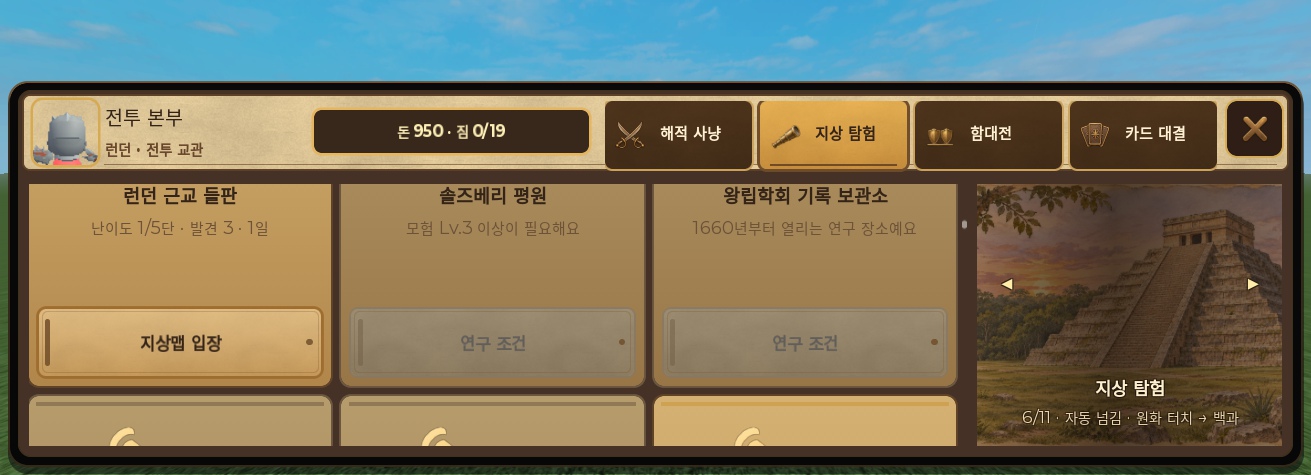 전투 본부
런던 · 전투 교관
돈 950 · 짐 0/19
해적 사냥
지상 탐험
함대전
카드 대결
런던 근교 들판
난이도 1/5단 · 발견 3 · 1일
지상맵 입장
솔즈베리 평원
모험 Lv.3 이상이 필요해요
연구 조건
왕립학회 기록 보관소
1660년부터 열리는 연구 장소예요
연구 조건
지상 탐험
6/11 · 자동 넘김 · 원화 터치 → 백과